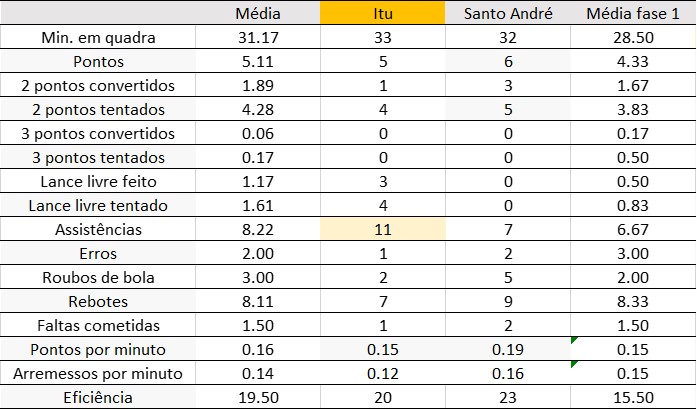 Média Itu Santo André Média fase 1
Min. em quadra 31.17 33 32 28.50
Pontos 5.11 5 6 4.33
2 pontos convertidos 1.89 1 3 1.67
2 pontos tentados 4.28 4 5 3.83
3 pontos convertidos 0.06 0 0 0.17
3 pontos tentados 0.17 0 0 0.50
Lance livre feito 1.17 3 0 0.50
Lance livre tentado 1.61 4 0 0.83
Assistências 8.22 11 7 6.67
Erros 2.00 1 2 3.00
Roubos de bola 3.00 2 5 2.00
Rebotes 8.11 7 9 8.33
Faltas cometidas 1.50 1 2 1.50
Pontos por minuto 0.16 0.15 0.19 0.15
Arremessos por minuto 0.14 0.12 0.16 0.15
Eficiência 19.50 20 23 15.50